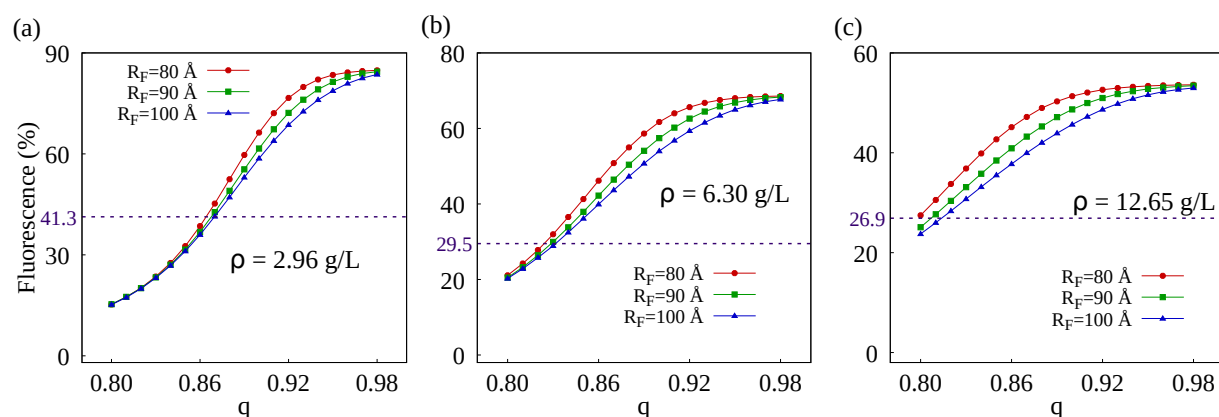 (a)
90
60
41.3
30
0
Fluorescence (%)
R_F=80 Å
R_F=90 Å
R_F=100 Å
ρ = 2.96 g/L
0.80 0.86 0.92 0.98
q
(b)
80
60
40
29.5
20
0
ρ = 6.30 g/L
R_F=80 Å
R_F=90 Å
R_F=100 Å
0.80 0.86 0.92 0.98
q
(c)
60
40
26.9
20
0
ρ = 12.65 g/L
R_F=80 Å
R_F=90 Å
R_F=100 Å
0.80 0.86 0.92 0.98
q